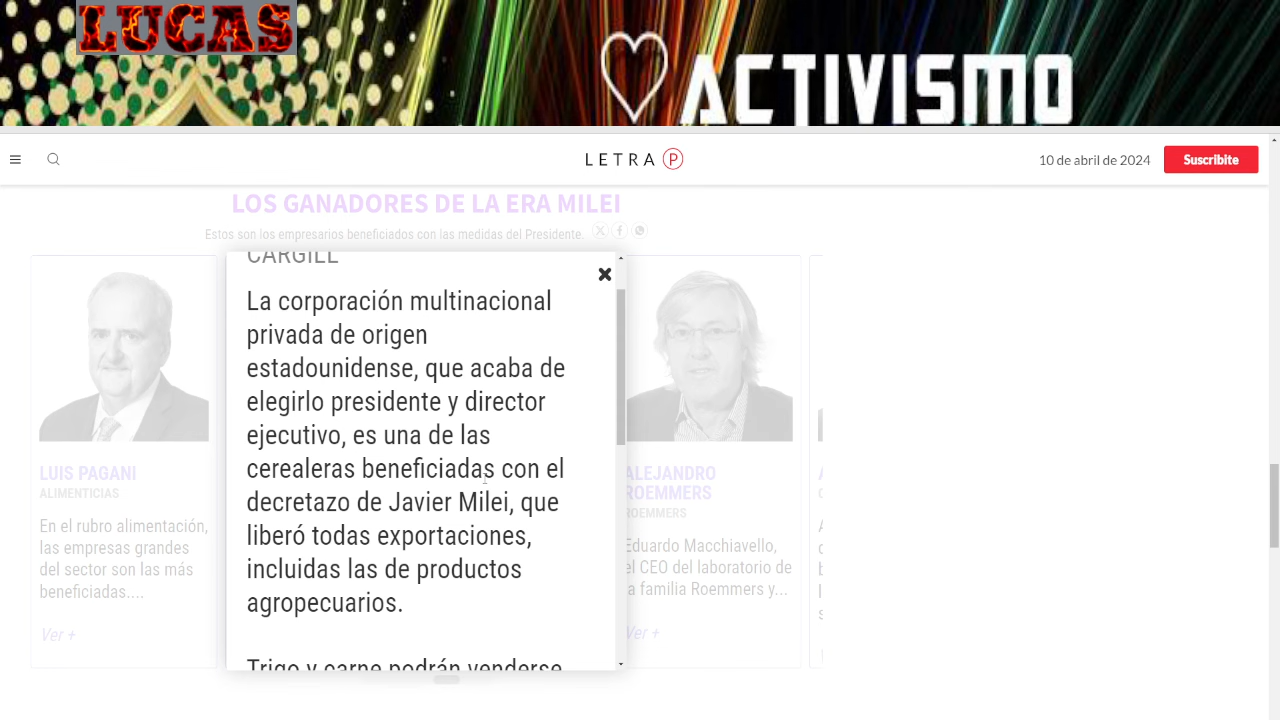 LUCAS
ACTIVISMO
LETRA P
10 de abril de 2024
Suscribite
LOS GANADORES DE LA ERA MILEI
Estos son los empresarios beneficiados con las medidas del Presidente.
CARGILL
La corporación multinacional
privada de origen
estadounidense, que acaba de
elegirlo presidente y director
ejecutivo, es una de las
cerealeras beneficiadas con el
decretazo de Javier Milei, que
liberó todas exportaciones,
incluidas las de productos
agropecuarios.
Trigo y carne podrán venderse
LUIS PAGANI
ALIMENTICIAS
En el rubro alimentación,
las empresas grandes
del sector son las más
beneficiadas....
Ver +
ALEJANDRO
ROEMMERS
ROEMMERS
Eduardo Macchiavello,
el CEO del laboratorio de
la familia Roemmers y...
Ver +